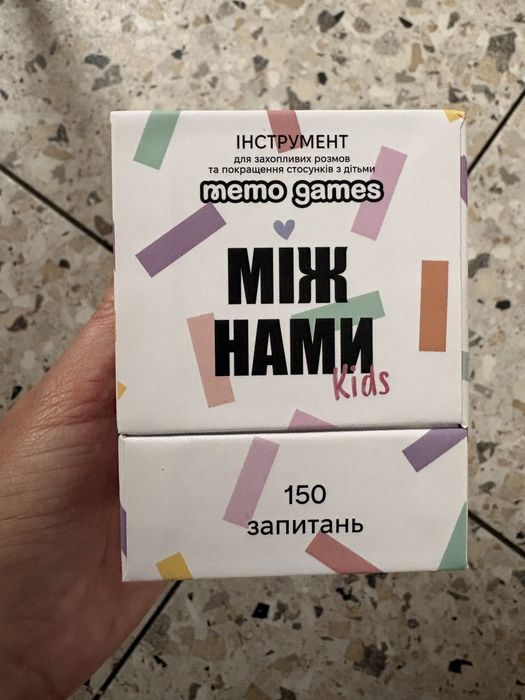 ІНСТРУМЕНТ
для захопливих розмов
та покращення стосунків з дітьми
memo games
МІЖ
НАМИ
Kids
150
запитань